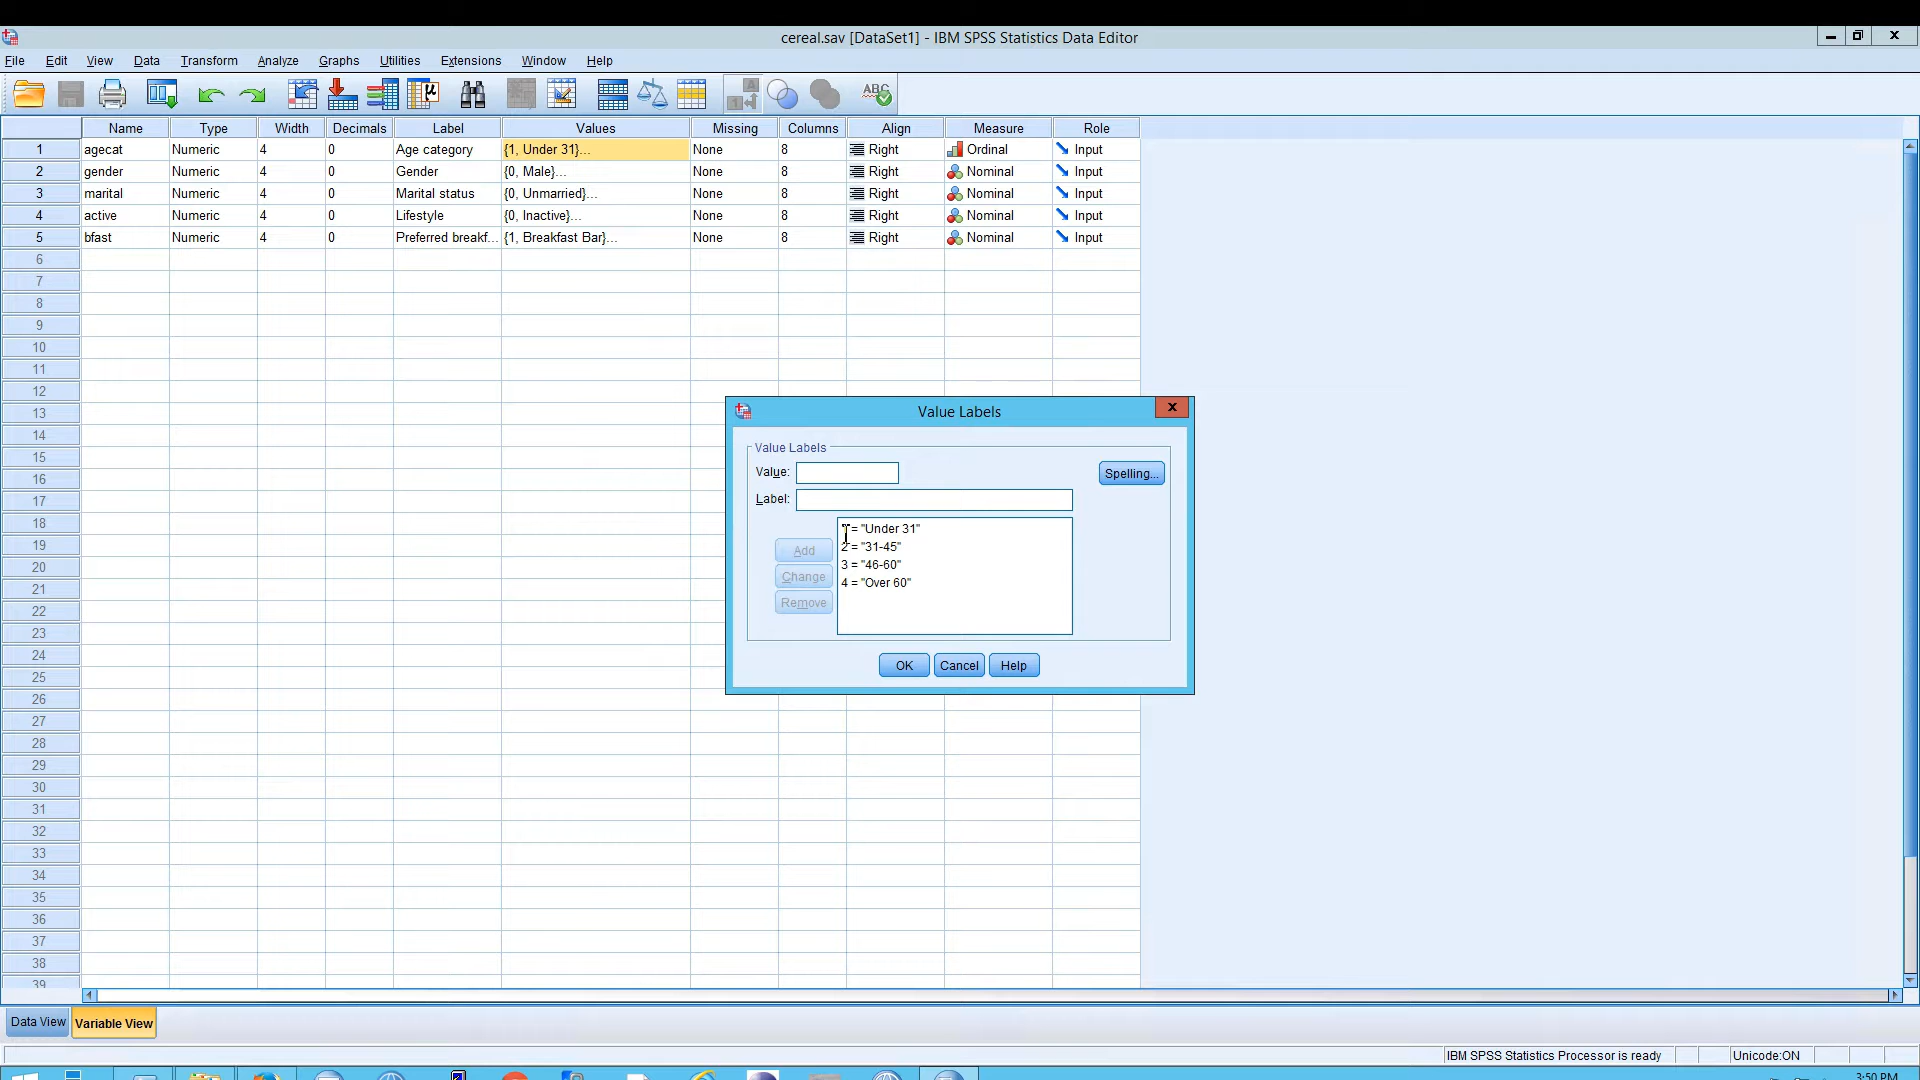 cereal.sav [DataSet1] - IBM SPSS Statistics Data Editor
File Edit View Data Transform Analyze Graphs Utilities Extensions Window Help
Name Type Width Decimals Label Values Missing Columns Align Measure Role
1 agecat Numeric 4 0 Age category {1, Under 31}... None 8 Right Ordinal Input
2 gender Numeric 4 0 Gender {0, Male}... None 8 Right Nominal Input
3 marital Numeric 4 0 Marital status {0, Unmarried}... None 8 Right Nominal Input
4 active Numeric 4 0 Lifestyle {0, Inactive}... None 8 Right Nominal Input
5 bfast Numeric 4 0 Preferred breakf... {1, Breakfast Bar}... None 8 Right Nominal Input
6
7
8
9
10
11
12
13
14
15
16
17
18
19
20
21
22
23
24
25
26
27
28
29
30
31
32
33
34
35
36
37
38
39
Value Labels
Value Labels
Value:
Spelling...
Label:
= "Under 31"
2 = "31-45"
3 = "46-60"
4 = "Over 60"
Add
Change
Remove
OK Cancel Help
Data View Variable View
IBM SPSS Statistics Processor is ready Unicode:ON
3:50 PM